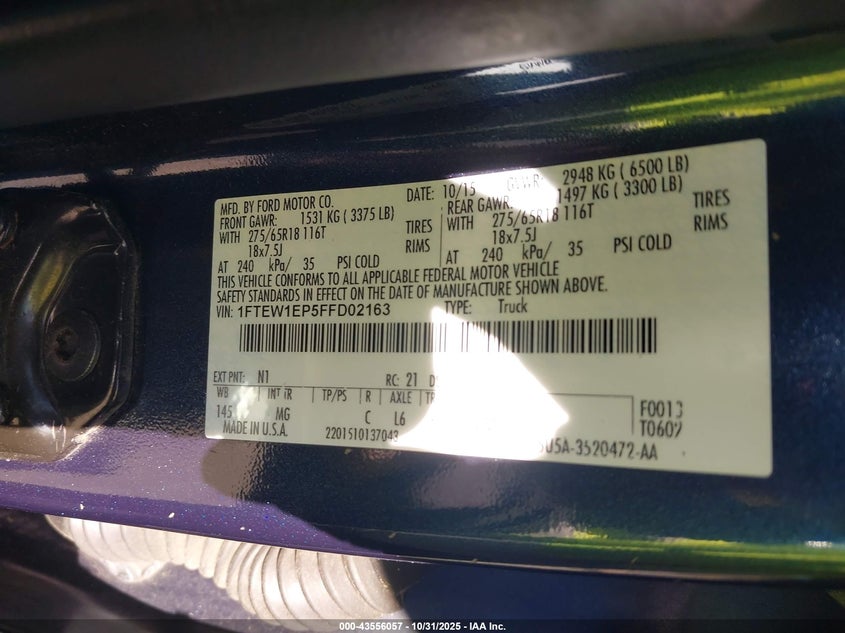 MFD. BY FORD MOTOR CO. DATE: 10/15 GVWR: 2948 KG ( 6500 LB)
FRONT GAWR: 1531 KG ( 3375 LB) REAR GAWR: 1497 KG ( 3300 LB)
WITH 275/65R18 116T TIRES WITH 275/65R18 116T TIRES
18x7.5J RIMS 18x7.5J RIMS
AT 240 kPa/ 35 PSI COLD AT 240 kPa/ 35 PSI COLD
THIS VEHICLE CONFORMS TO ALL APPLICABLE FEDERAL MOTOR VEHICLE
SAFETY STANDARDS IN EFFECT ON THE DATE OF MANUFACTURE SHOWN ABOVE.
VIN: 1FTEW1EP5FFD02163 TYPE: Truck
EXT PNT: N1 RC: 21
WB INT TR TP/PS R AXLE
145 MG C L6
F0013
T0602
MADE IN U.S.A. 2201510137043 U5A-3520472-AA
000-43556057 - 10/31/2025 - IAA Inc.